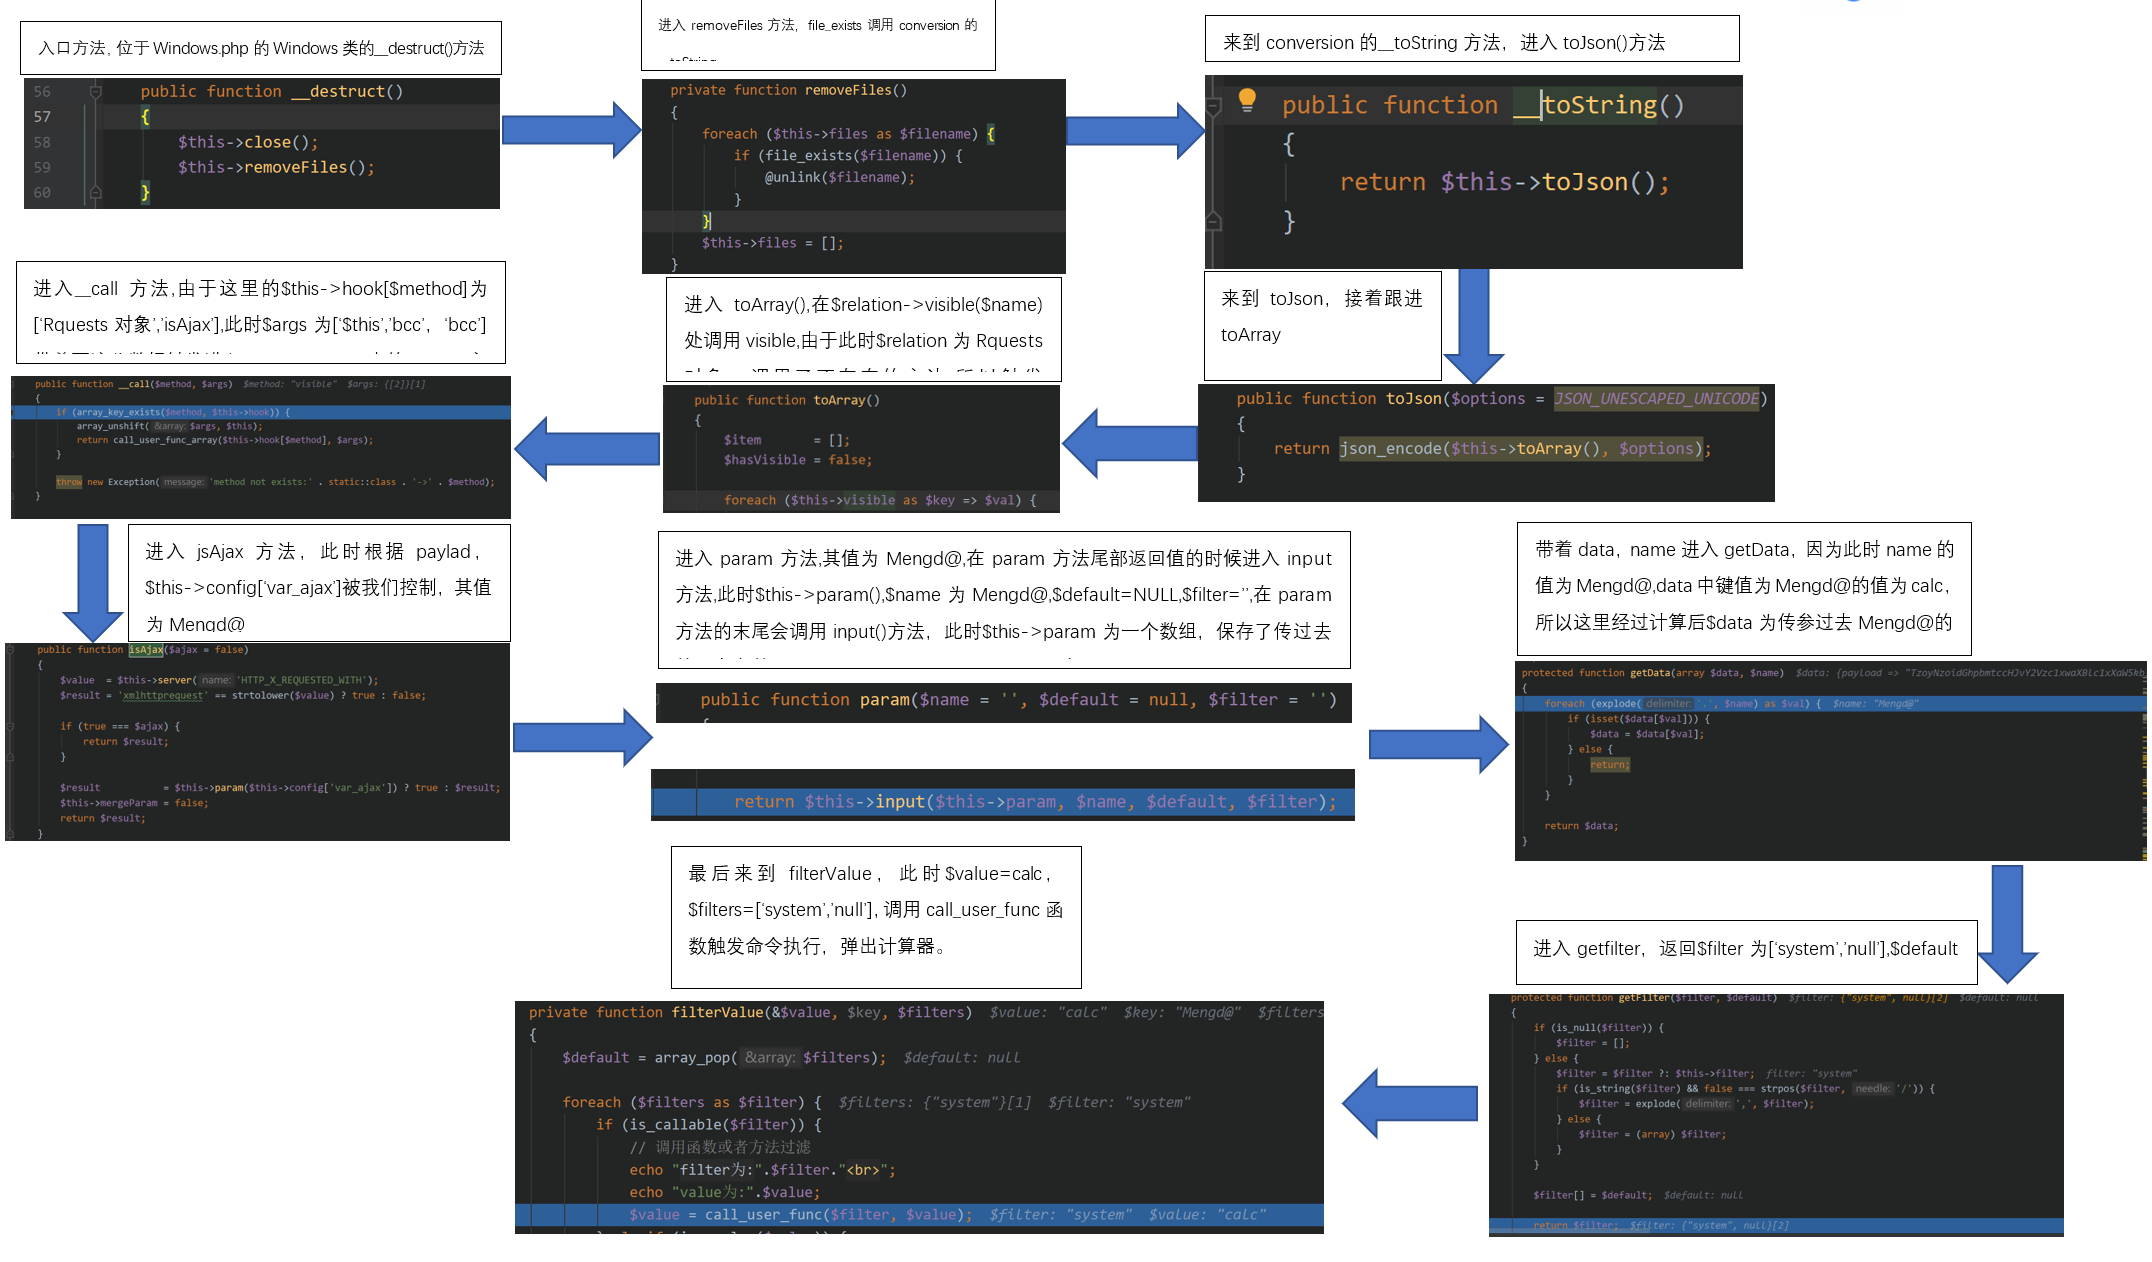 入口方法, 位于 Windows.php 的 Windows 类的__destruct()方法
56 public function __destruct()
57 {
58 $this->close();
59 $this->removeFiles();
60 }
进入 removeFiles 方法，file_exists 调用 conversion 的
private function removeFiles()
{
foreach ($this->files as $filename) {
if (file_exists($filename)) {
@unlink($filename);
}
}
$this->files = [];
}
来到 conversion 的__toString 方法，进入 toJson()方法
public function __toString()
{
return $this->toJson();
}
来到 toJson，接着跟进
toArray
public function toJson($options = JSON_UNESCAPED_UNICODE)
{
return json_encode($this->toArray(), $options);
}
进入 toArray(),在$relation->visible($name)
处调用 visible,由于此时$relation 为 Rquests
public function toArray()
{
$item = [];
$hasVisible = false;
foreach ($this->visible as $key => $val) {
进入__call 方法,由于这里的$this->hook[$method]为
['Rquests 对象','isAjax'],此时$args 为['$this','bcc'，'bcc']
public function __call($method, $args) $method: "visible" $args: {[2]}[1]
{
if (array_key_exists($method, $this->hook)) {
array_unshift( &array: $args, $this);
return call_user_func_array($this->hook[$method], $args);
}
throw new Exception( message: 'method not exists:' . static::class . '->' . $method);
}
进入 jsAjax 方法，此时根据 paylad，
$this->config['var_ajax']被我们控制，其值
为 Mengd@
public function isAjax($ajax = false)
{
$value = $this->server( name: 'HTTP_X_REQUESTED_WITH');
$result = 'xmlhttprequest' == strtolower($value) ? true : false;
if (true === $ajax) {
return $result;
}
$result = $this->param($this->config['var_ajax']) ? true : $result;
$this->mergeParam = false;
return $result;
}
进入 param 方法,其值为 Mengd@,在 param 方法尾部返回值的时候进入 input
方法,此时$this->param(),$name 为 Mengd@,$default=NULL,$filter='',在 param
方法的末尾会调用 input()方法，此时$this->param 为一个数组，保存了传过去
public function param($name = '', $default = null, $filter = '')
{
return $this->input($this->param, $name, $default, $filter);
带着 data，name 进入 getData，因为此时 name 的
值为 Mengd@,data 中键值为 Mengd@的值为 calc，
所以这里经过计算后$data 为传参过去 Mengd@的
protected function getData(array $data, $name) $data: {payload => "TzoyNzoidGhpbmtccHJvY2Vzc1xwaXBlc1xXaW5kb
{
foreach (explode( delimiter: '.', $name) as $val) { $name: "Mengd@"
if (isset($data[$val])) {
$data = $data[$val];
} else {
return;
}
}
return $data;
}
进入 getfilter，返回$filter 为['system','null'],$default
protected function getFilter($filter, $default) $filter: {"system", null}[2] $default: null
{
if (is_null($filter)) {
$filter = [];
} else {
$filter = $filter ?: $this->filter; filter: "system"
if (is_string($filter) && false === strpos($filter, needle: '/')) {
$filter = explode( delimiter: ',', $filter);
} else {
$filter = (array) $filter;
}
}
$filter[] = $default; $default: null
return $filter; $filter: {"system", null}[2]
最后来到 filterValue，此时$value=calc，
$filters=['system','null'], 调用 call_user_func 函
数触发命令执行，弹出计算器。
private function filterValue(&$value, $key, $filters) $value: "calc" $key: "Mengd@" $filters
{
$default = array_pop( &array: $filters); $default: null
foreach ($filters as $filter) { $filters: {"system"}[1] $filter: "system"
if (is_callable($filter)) {
// 调用函数或者方法过滤
echo "filter为:".$filter."<br>";
echo "value为:".$value;
$value = call_user_func($filter, $value); $filter: "system" $value: "calc"